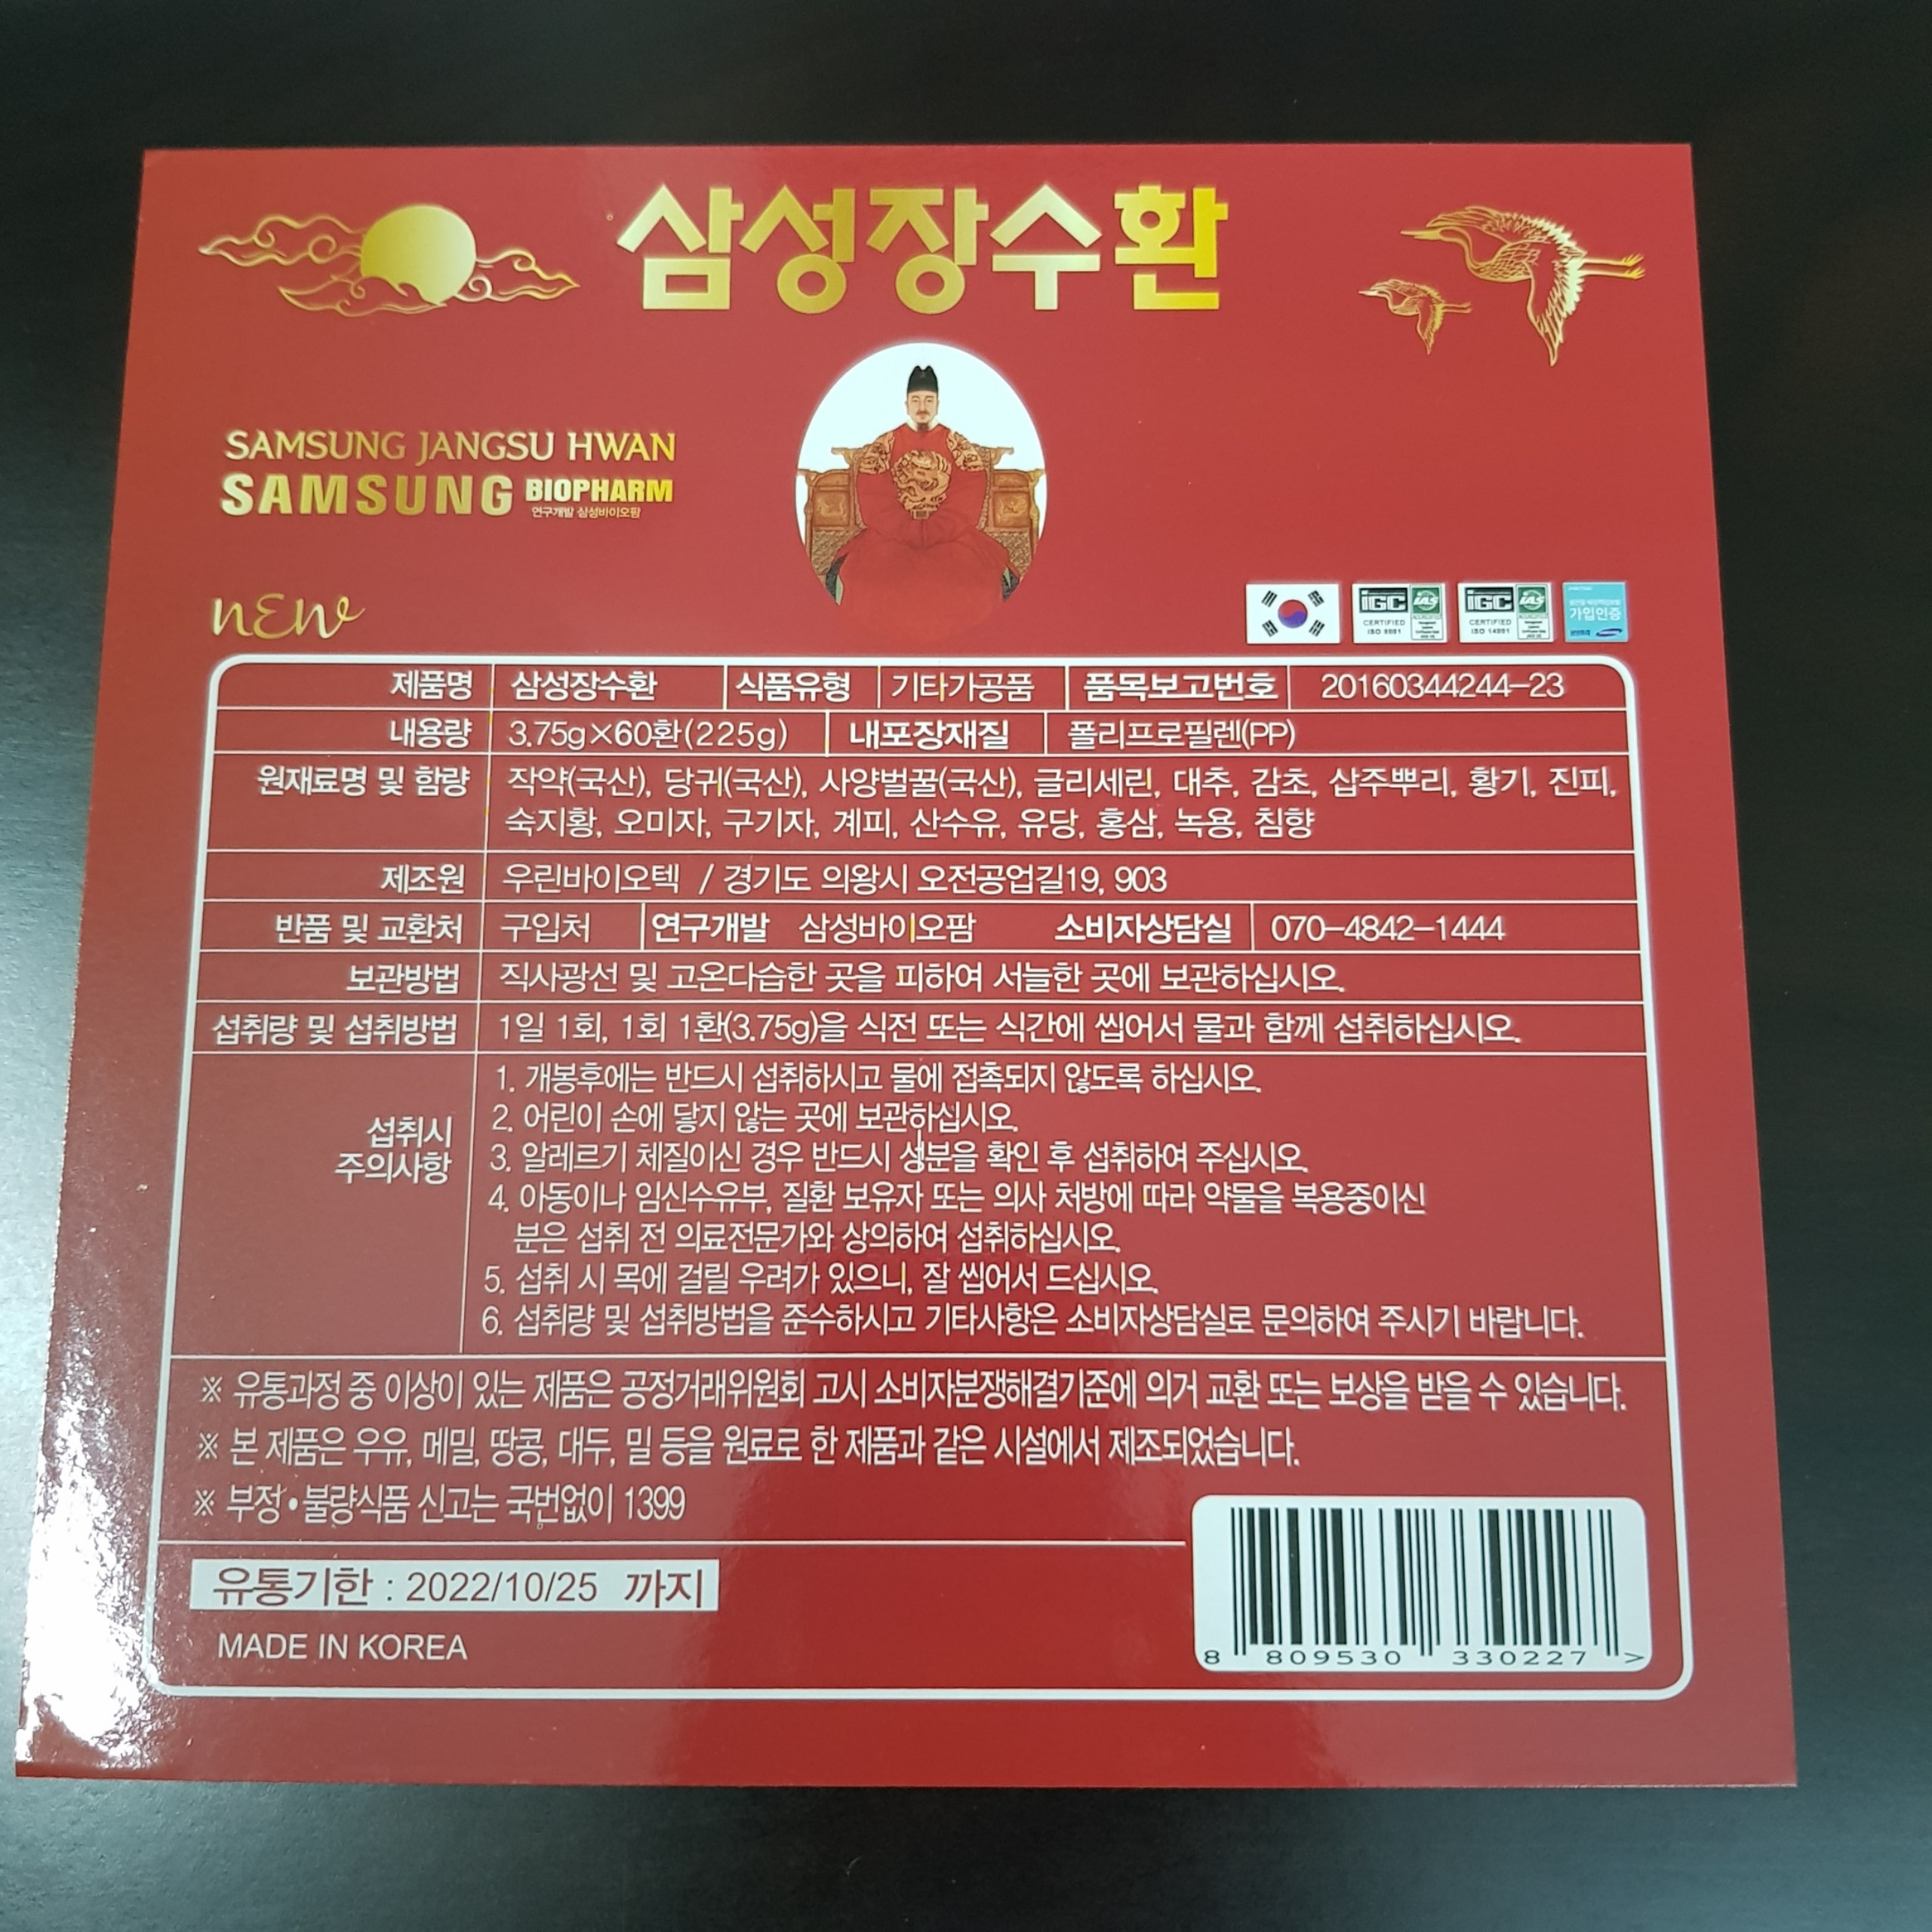 삼성장수환
SAMSUNG JANGSU HWAN
SAMSUNG BIOPHARM
연구개발 삼성바이오팜
NEW
IGC IAS
CERTIFIED
ISO 9001
IGC IAS
CERTIFIED
ISO 14001
가입인증
제품명 삼성장수환 식품유형 기타가공품 품목보고번호 20160344244-23
내용량 3.75g×60환(225g) 내포장재질 폴리프로필렌(PP)
원재료명 및 함량 작약(국산), 당귀(국산), 사양벌꿀(국산), 글리세린, 대추, 감초, 삽주뿌리, 황기, 진피,
숙지황, 오미자, 구기자, 계피, 산수유, 유당, 홍삼, 녹용, 침향
제조원 우린바이오텍 / 경기도 의왕시 오전공업길19, 903
반품 및 교환처 구입처 연구개발 삼성바이오팜 소비자상담실 070-4842-1444
보관방법 직사광선 및 고온다습한 곳을 피하여 서늘한 곳에 보관하십시오.
섭취량 및 섭취방법 1일 1회, 1회 1환(3.75g)을 식전 또는 식간에 씹어서 물과 함께 섭취하십시오.
섭취시
주의사항
1. 개봉후에는 반드시 섭취하시고 물에 접촉되지 않도록 하십시오.
2. 어린이 손에 닿지 않는 곳에 보관하십시오.
3. 알레르기 체질이신 경우 반드시 성분을 확인 후 섭취하여 주십시오.
4. 아동이나 임신수유부, 질환 보유자 또는 의사 처방에 따라 약물을 복용중이신
분은 섭취 전 의료전문가와 상의하여 섭취하십시오.
5. 섭취 시 목에 걸릴 우려가 있으니, 잘 씹어서 드십시오.
6. 섭취량 및 섭취방법을 준수하시고 기타사항은 소비자상담실로 문의하여 주시기 바랍니다.
※ 유통과정 중 이상이 있는 제품은 공정거래위원회 고시 소비자분쟁해결기준에 의거 교환 또는 보상을 받을 수 있습니다.
※ 본 제품은 우유, 메밀, 땅콩, 대두, 밀 등을 원료로 한 제품과 같은 시설에서 제조되었습니다.
※ 부정•불량식품 신고는 국번없이 1399
유통기한 : 2022/10/25 까지
MADE IN KOREA
8 809530 330227 >